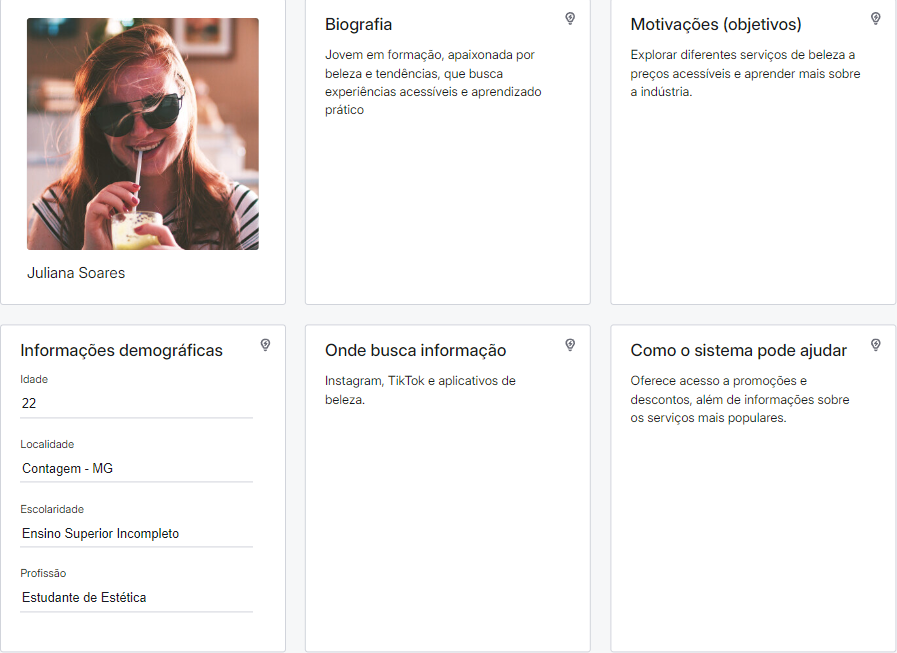 Juliana Soares
Biografia
Jovem em formação, apaixonada por
beleza e tendências, que busca
experiências acessíveis e aprendizado
prático
Motivações (objetivos)
Explorar diferentes serviços de beleza a
preços acessíveis e aprender mais sobre
a indústria.
Informações demográficas
Idade
22
Localidade
Contagem - MG
Escolaridade
Ensino Superior Incompleto
Profissão
Estudante de Estética
Onde busca informação
Instagram, TikTok e aplicativos de
beleza.
Como o sistema pode ajudar
Oferece acesso a promoções e
descontos, além de informações sobre
os serviços mais populares.